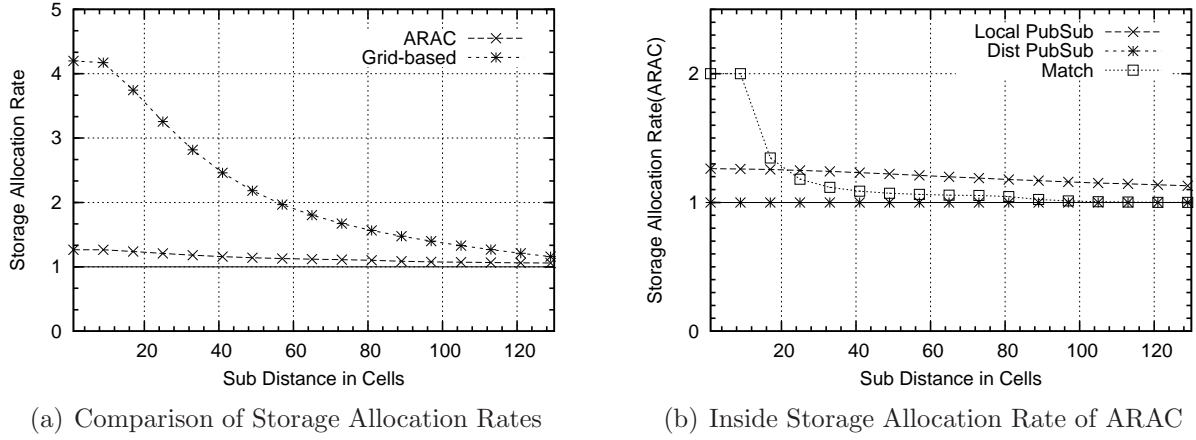 5
4
3
2
1
0
20 40 60 80 100 120
Storage Allocation Rate
Sub Distance in Cells
ARAC
Grid-based
(a) Comparison of Storage Allocation Rates
2
1
0
20 40 60 80 100 120
Storage Allocation Rate(ARAC)
Sub Distance in Cells
Local PubSub
Dist PubSub
Match
(b) Inside Storage Allocation Rate of ARAC